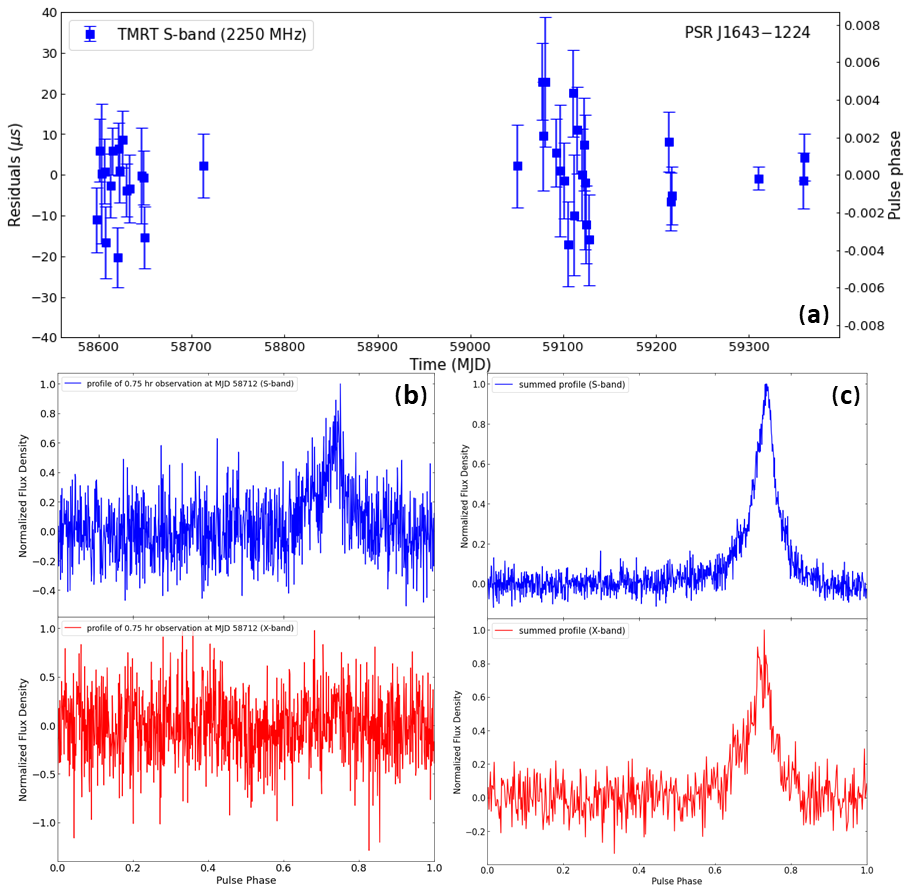 TMRT S-band (2250 MHz)
PSR J1643−1224
40
30
20
10
0
−10
−20
−30
−40
Residuals (μs)
0.008
0.006
0.004
0.002
0.000
-0.002
-0.004
-0.006
-0.008
Pulse phase
(a)
58600 58700 58800 58900 59000 59100 59200 59300
Time (MJD)
profile of 0.75 hr observation at MJD 58712 (S-band)
(b)
1.0
0.8
0.6
0.4
0.2
0.0
−0.2
−0.4
Normalized Flux Density
summed profile (S-band)
(c)
1.0
0.8
0.6
0.4
0.2
0.0
Normalized Flux Density
profile of 0.75 hr observation at MJD 58712 (X-band)
1.0
0.5
0.0
−0.5
−1.0
Normalized Flux Density
0.0 0.2 0.4 0.6 0.8 1.0
Pulse Phase
summed profile (X-band)
1.0
0.8
0.6
0.4
0.2
0.0
−0.2
Normalized Flux Density
0.0 0.2 0.4 0.6 0.8 1.0
Pulse Phase